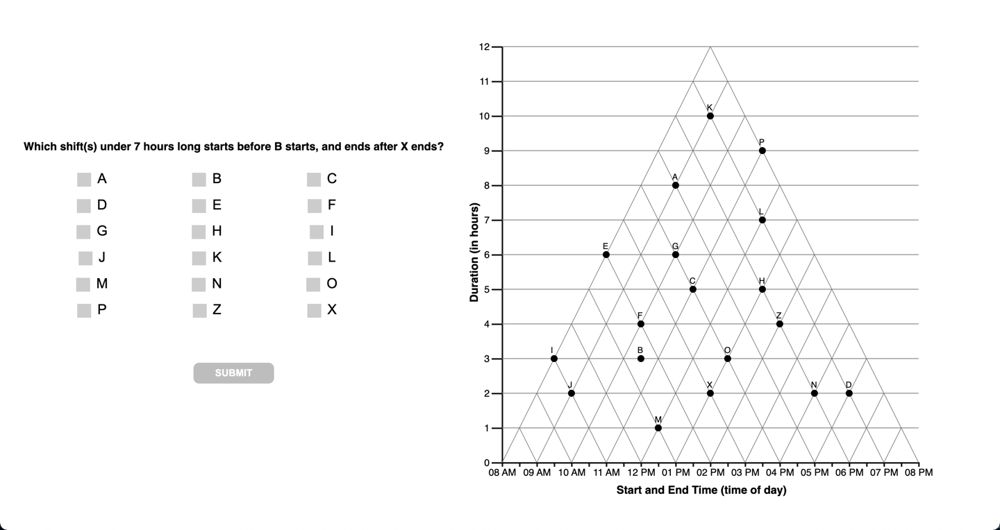 Which shift(s) under 7 hours long starts before B starts, and ends after X ends?
A B C
D E F
G H I
J K L
M N O
P Z X
SUBMIT
12
11
K
10
P
9
A
8
L
7
E G
6
C H
5
F Z
4
I B O
3
J X N D
2
M
1
0
Duration (in hours)
08 AM 09 AM 10 AM 11 AM 12 PM 01 PM 02 PM 03 PM 04 PM 05 PM 06 PM 07 PM 08 PM
Start and End Time (time of day)